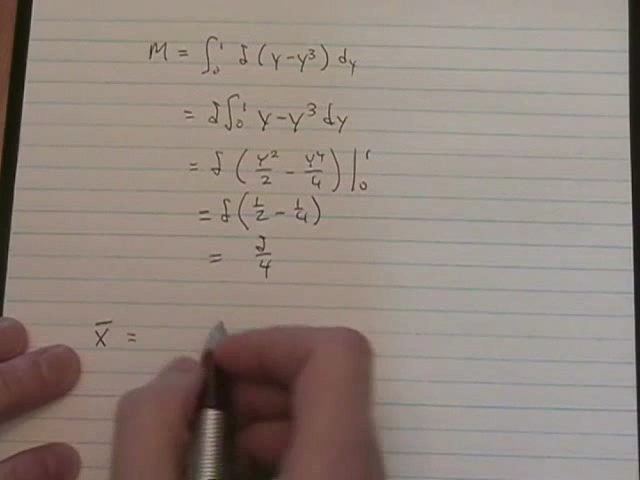 M = ∫₀¹ δ (y-y³) dy
= δ ∫₀¹ y-y³ dy
= δ (y²/2 - y⁴/4) |₀¹
= δ (1/2 - 1/4)
= δ/4
x̄ =